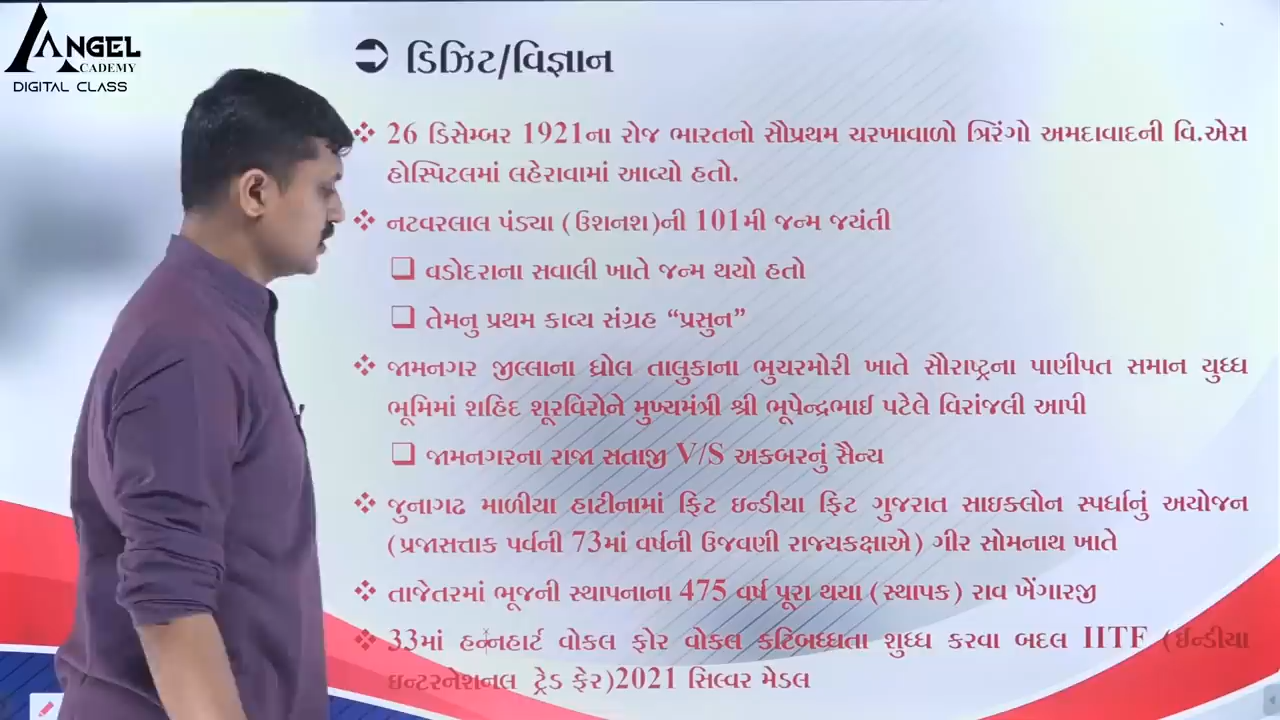 ANGEL
ACADEMY
DIGITAL CLASS
ડિઝિટ/વિજ્ઞાન
26 ડિસેમ્બર 1921ના રોજ ભારતનો સૌપ્રથમ ચરખાવાળો ત્રિરંગો અમદાવાદની વિ.એસ
હોસ્પિટલમાં લહેરાવામાં આવ્યો હતો.
નટવરલાલ પંડ્યા (ઉશનશ)ની 101મી જન્મ જયંતી
વડોદરાના સવાલી ખાતે જન્મ થયો હતો
તેમનુ પ્રથમ કાવ્ય સંગ્રહ “પ્રસુન”
જામનગર જીલ્લાના ધ્રોલ તાલુકાના ભુચરમોરી ખાતે સૌરાષ્ટ્રના પાણીપત સમાન યુધ્ધ
ભૂમિમાં શહિદ શૂરવિરોને મુખ્યમંત્રી શ્રી ભૂપેન્દ્રભાઈ પટેલે વિરાંજલી આપી
જામનગરના રાજા સતાજી V/S અકબરનું સૈન્ય
જુનાગઢ માળીયા હાટીનામાં ફિટ ઇન્ડીયા ફિટ ગુજરાત સાઇક્લોન સ્પર્ધાનું અયોજન
(પ્રજાસત્તાક પર્વની 73માં વર્ષની ઉજવણી રાજ્યકક્ષાએ) ગીર સોમનાથ ખાતે
તાજેતરમાં ભૂજની સ્થાપનાના 475 વર્ષ પૂરા થયા (સ્થાપક) રાવ ખેંગારજી
33માં હન્નહાર્ટ વોકલ ફોર વોકલ કટિબધ્ધતા શુધ્ધ કરવા બદલ IITF (ઈન્ડીયા
ઇન્ટરનેશનલ ટ્રેડ ફેર)2021 સિલ્વર મેડલ